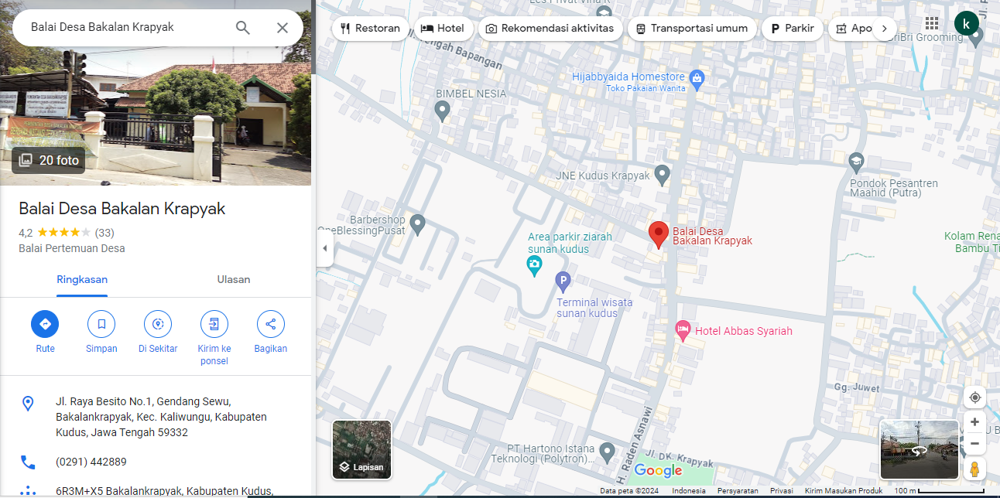 Balai Desa Bakalan Krapyak
20 foto
Balai Desa Bakalan Krapyak
4,2
(33)
Balai Pertemuan Desa
Ringkasan
Ulasan
Rute
Simpan
Di Sekitar
Kirim ke
ponsel
Bagikan
Jl. Raya Besito No.1, Gendang Sewu,
Bakalankrapyak, Kec. Kaliwungu, Kabupaten
Kudus, Jawa Tengah 59332
(0291) 442889
6R3M+X5 Bakalankrapyak, Kabupaten Kudus,
Les Privat Vina R
Restoran
Hotel
Rekomendasi aktivitas
Transportasi umum
P Parkir
Apo
k
BriBri Grooming
Tengah Bapangan
Hijabbyaida Homestore
Toko Pakaian Wanita
BIMBEL NESIA
JNE Kudus Krapyak
Pondok Pesantren
Maahid (Putra)
Barbershop
OneBlessingPusat
Balai Desa
Bakalan Krapyak
Area parkir ziarah
sunan kudus
Kolam Rena
Bambu Ti
P
Terminal wisata
sunan kudus
Hotel Abbas Syariah
Gg. Juwet
H. Raden Asnawi
PT Hartono Istana
Teknologi (Polytron)...
Jl. DK. Krapyak
Lapisan
Google
Data peta ©2024
Indonesia
Persyaratan
Privasi
Kirim Masukan Produk
100 m